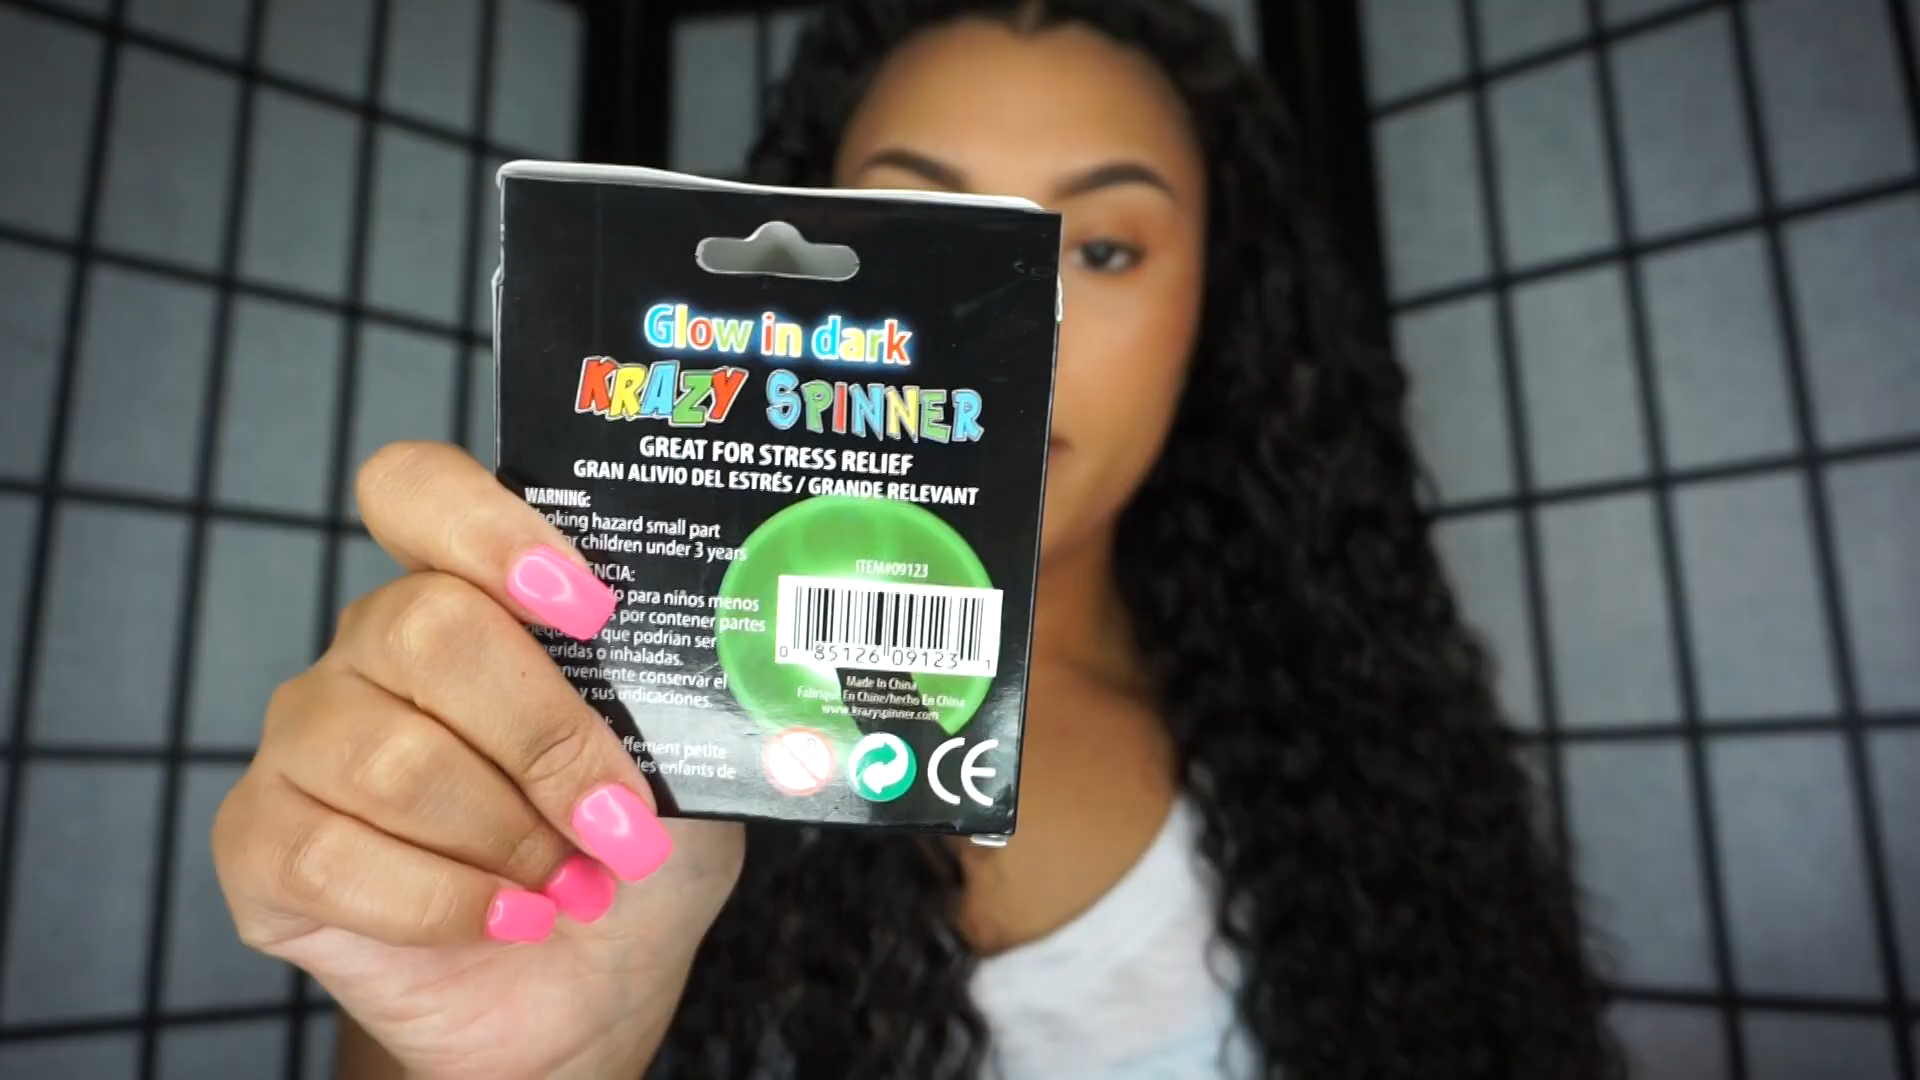 Glow in dark
KRAZY SPINNER
GREAT FOR STRESS RELIEF
GRAN ALIVIO DEL ESTRÉS / GRANDE RELEVANT
WARNING:
hazard small part
children under 3 years
para niños menos
por contener partes
que podrían ser
o inhaladas.
conservar el
y sus indicaciones.
petite
les enfants de
ITEM#09123
0 85126 09123 1
Made In China
Fabrique En Chine/hecho En China
www.krazyspinner.com
CE